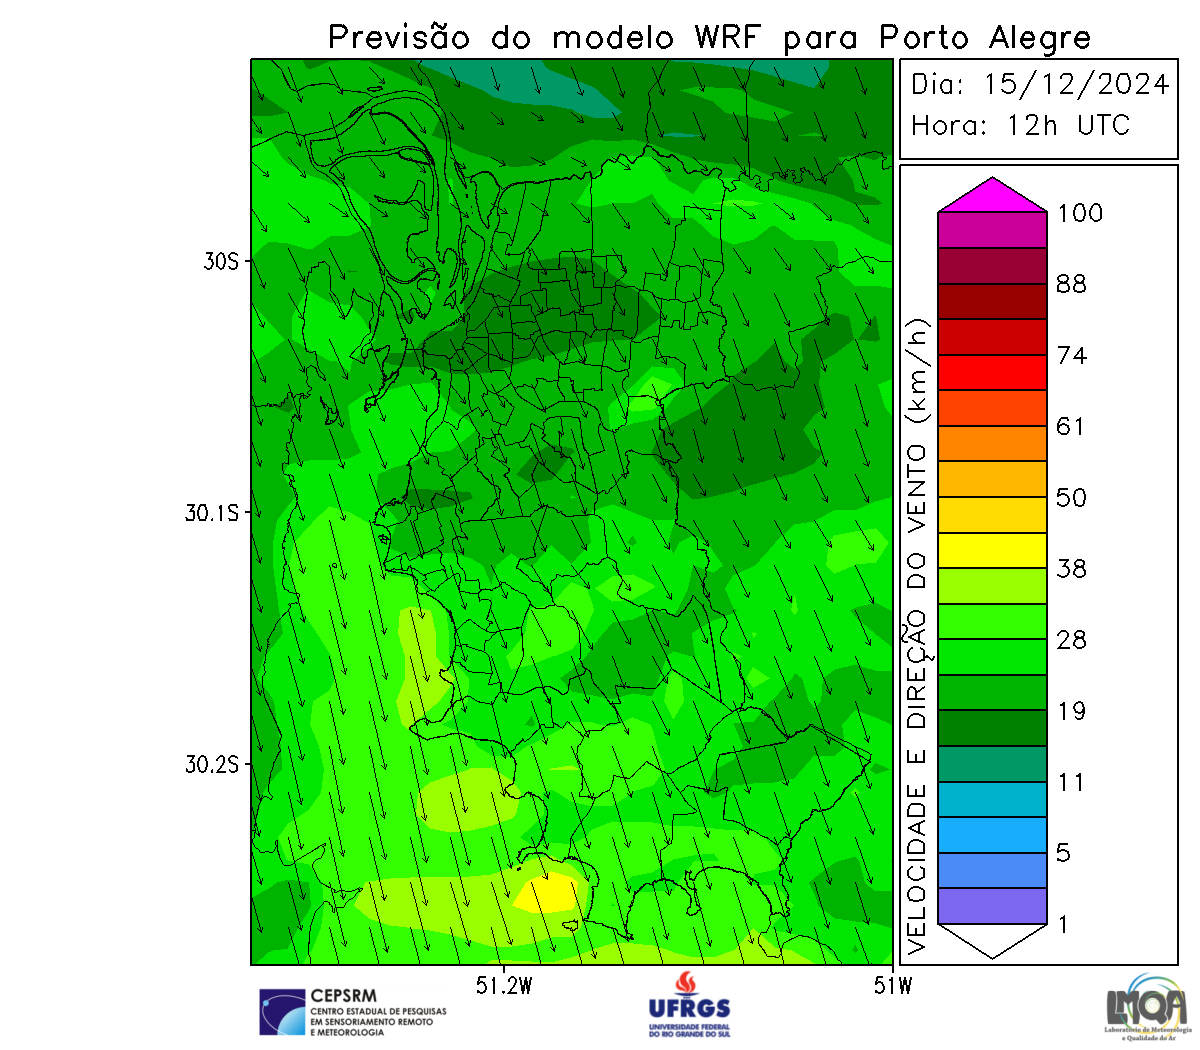 Previsão do modelo WRF para Porto Alegre
Dia: 15/12/2024
Hora: 12h UTC
100
88
74
61
50
38
28
19
11
5
1
VELOCIDADE E DIREÇÃO DO VENTO (km/h)
30S
30.1S
30.2S
51.2W
51W
CEPSRM
CENTRO ESTADUAL DE PESQUISAS
EM SENSORIAMENTO REMOTO
E METEOROLOGIA
UFRGS
UNIVERSIDADE FEDERAL
DO RIO GRANDE DO SUL
LMQA
Laboratório de Meteorologia
e Qualidade do Ar